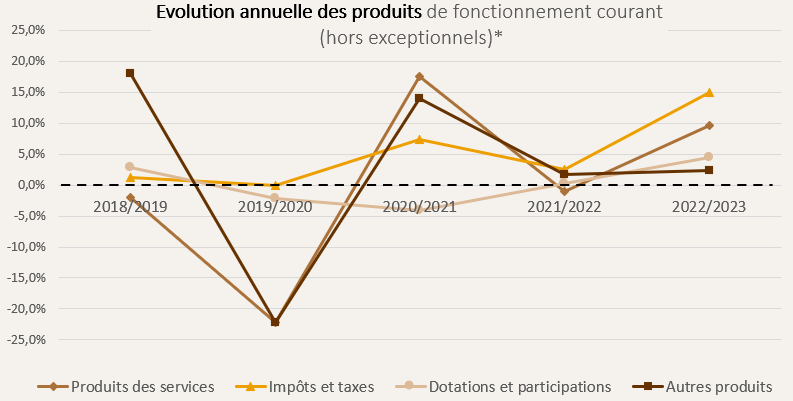 Evolution annuelle des produits de fonctionnement courant
(hors exceptionnels)*
25,0%
20,0%
15,0%
10,0%
5,0%
0,0%
-5,0%
-10,0%
-15,0%
-20,0%
-25,0%
2018/2019 2019/2020 2020/2021 2021/2022 2022/2023
Produits des services Impôts et taxes Dotations et participations Autres produits